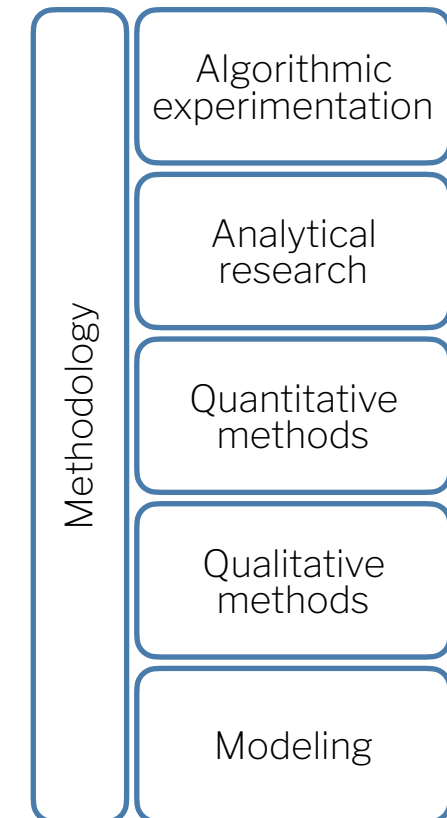 Methodology
Algorithmic
experimentation
Analytical
research
Quantitative
methods
Qualitative
methods
Modeling